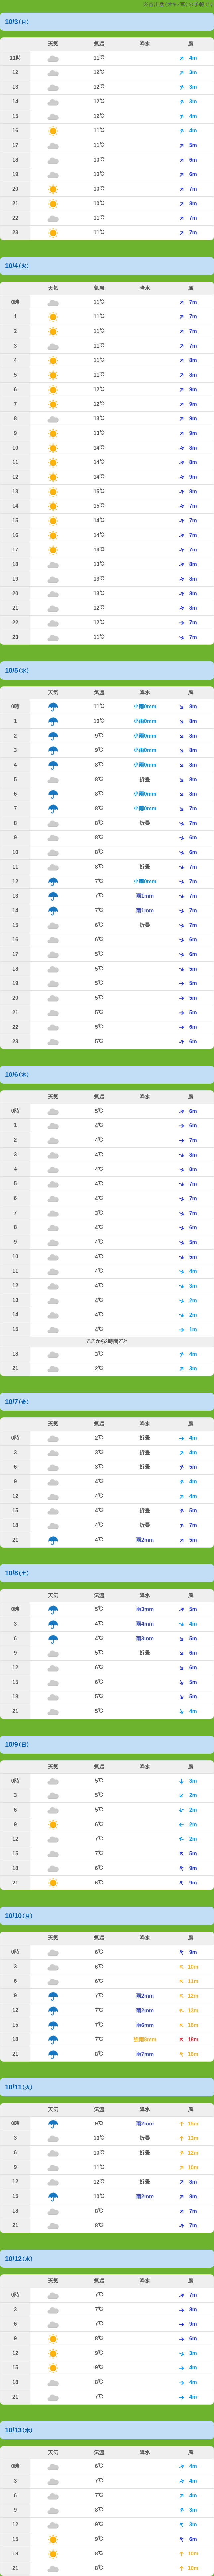 10/3(月)
天気 気温 降水 風
11時 11℃ 4m
12 12℃ 3m
13 12℃ 3m
14 12℃ 3m
15 12℃ 4m
16 11℃ 4m
17 11℃ 5m
18 10℃ 6m
19 10℃ 6m
20 10℃ 7m
21 10℃ 8m
22 11℃ 7m
23 11℃ 7m
10/4(火)
天気 気温 降水 風
0時 11℃ 7m
1 11℃ 7m
2 11℃ 7m
3 11℃ 7m
4 11℃ 8m
5 11℃ 8m
6 12℃ 9m
7 12℃ 9m
8 13℃ 9m
9 13℃ 9m
10 14℃ 8m
11 14℃ 8m
12 14℃ 9m
13 15℃ 8m
14 15℃ 7m
15 14℃ 7m
16 14℃ 7m
17 13℃ 7m
18 13℃ 8m
19 13℃ 8m
20 13℃ 8m
21 12℃ 8m
22 12℃ 7m
23 11℃ 7m
10/5(水)
天気 気温 降水 風
0時 11℃ 小雨0mm 8m
1 10℃ 小雨0mm 8m
2 9℃ 小雨0mm 8m
3 9℃ 小雨0mm 8m
4 8℃ 小雨0mm 8m
5 8℃ 折畳 8m
6 8℃ 小雨0mm 8m
7 8℃ 小雨0mm 7m
8 8℃ 折畳 7m
9 8℃ 6m
10 8℃ 6m
11 8℃ 折畳 7m
12 7℃ 小雨0mm 7m
13 7℃ 雨1mm 7m
14 7℃ 雨1mm 7m
15 6℃ 折畳 7m
16 6℃ 6m
17 5℃ 6m
18 5℃ 5m
19 5℃ 5m
20 5℃ 5m
21 5℃ 5m
22 5℃ 6m
23 5℃ 6m
10/6(木)
天気 気温 降水 風
0時 5℃ 6m
1 4℃ 6m
2 4℃ 7m
3 4℃ 8m
4 4℃ 8m
5 4℃ 7m
6 4℃ 7m
7 3℃ 7m
8 4℃ 6m
9 4℃ 5m
10 4℃ 5m
11 4℃ 4m
12 4℃ 3m
13 4℃ 2m
14 4℃ 2m
15 4℃ 1m
ここから3時間ごと
18 3℃ 4m
21 2℃ 3m
10/7(金)
天気 気温 降水 風
0時 2℃ 折畳 4m
3 3℃ 折畳 4m
6 3℃ 折畳 5m
9 4℃ 4m
12 4℃ 4m
15 4℃ 折畳 5m
18 4℃ 折畳 7m
21 4℃ 雨2mm 5m
10/8(土)
天気 気温 降水 風
0時 5℃ 雨3mm 5m
3 4℃ 雨4mm 4m
6 4℃ 雨3mm 5m
9 5℃ 折畳 6m
12 6℃ 6m
15 6℃ 5m
18 5℃ 5m
21 5℃ 4m
10/9(日)
天気 気温 降水 風
0時 5℃ 3m
3 5℃ 2m
6 5℃ 2m
9 6℃ 2m
12 7℃ 2m
15 7℃ 5m
18 6℃ 9m
21 6℃ 9m
10/10(月)
天気 気温 降水 風
0時 6℃ 9m
3 6℃ 10m
6 6℃ 11m
9 7℃ 雨2mm 12m
12 7℃ 雨2mm 13m
15 7℃ 雨6mm 16m
18 7℃ 18m
21 8℃ 雨7mm 16m
10/11(火)
天気 気温 降水 風
0時 9℃ 雨2mm 15m
3 10℃ 折畳 13m
6 10℃ 折畳 12m
9 11℃ 10m
12 12℃ 折畳 8m
15 10℃ 雨2mm 8m
18 8℃ 7m
21 8℃ 7m
10/12(水)
天気 気温 降水 風
0時 7℃ 7m
3 7℃ 8m
6 7℃ 9m
9 8℃ 6m
12 9℃ 3m
15 9℃ 4m
18 8℃ 4m
21 7℃ 4m
10/13(木)
天気 気温 降水 風
0時 6℃ 4m
3 7℃ 4m
6 7℃ 4m
9 8℃ 3m
12 9℃ 3m
15 9℃ 6m
18 8℃ 10m
21 8℃ 10m